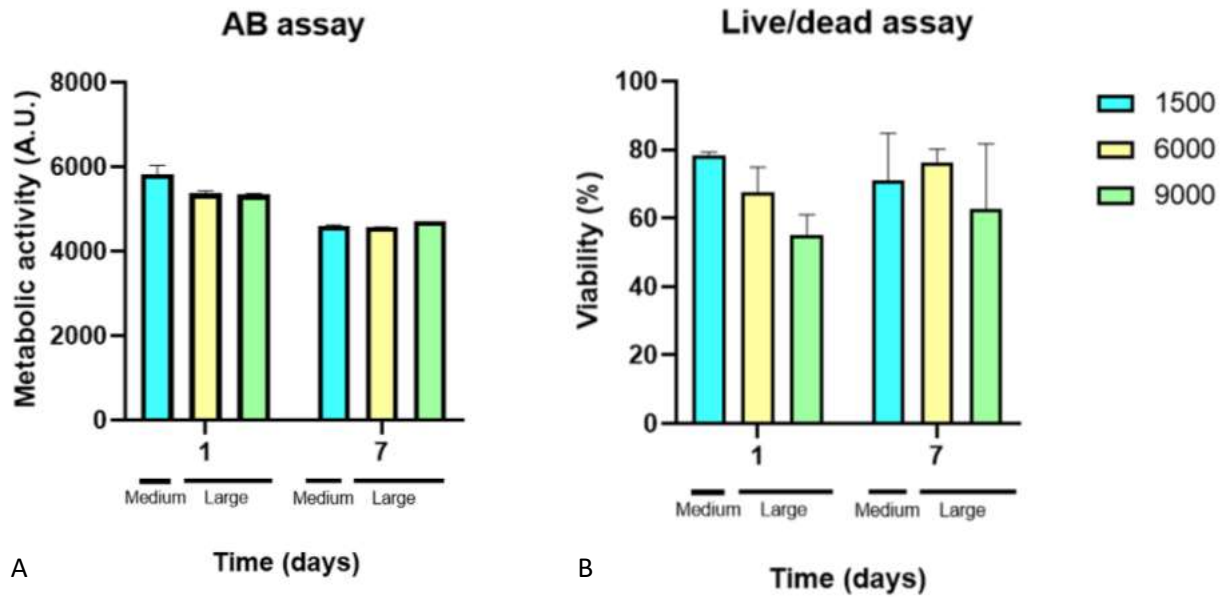 AB assay
Metabolic activity (A.U.)
8000
6000
4000
2000
0
1
7
Medium Large Medium Large
Time (days)
A
Live/dead assay
Viability (%)
100
80
60
40
20
0
1
7
Medium Large Medium Large
Time (days)
B
1500
6000
9000